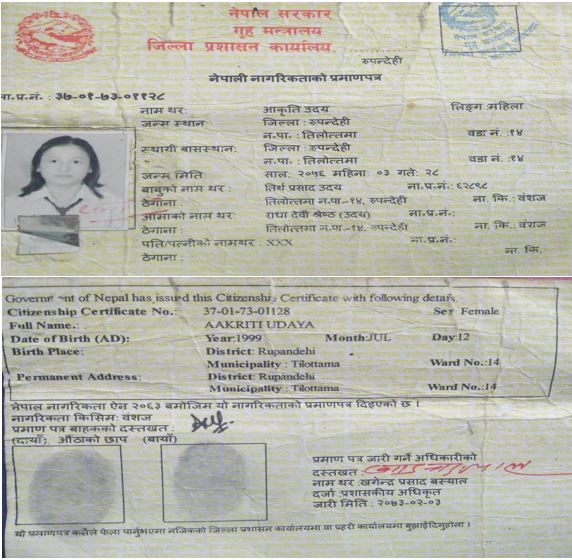 नेपाल सरकार
गृह मन्त्रालय
जिल्ला प्रशासन कार्यालय, रुपन्देही
नेपाली नागरिकताको प्रमाणपत्र
ना.प्र.नं. : ३७-०१-७३-०११२८
नाम थर: आकृति उदय लिङ्ग: महिला
जन्म स्थान: जिल्ला : रुपन्देही
न.पा. : तिलोत्तमा वडा नं. :१४
स्थायी बासस्थान: जिल्ला : रुपन्देही
न.पा. : तिलोत्तमा वडा नं. :१४
जन्म मिति साल: २०५६ महिना: ०३ गते: २८
बाबुको नाम थर : तिर्थ प्रसाद उदय ना.प्र.नं.: ६२८९८
ठेगाना : तिलोत्तमा न.पा.-१४, रुपन्देही ना. कि.: वंशज
आमाको नाम थर: राधा देवी श्रेष्ठ (उदय) ना.प्र.नं.:
ठेगाना : तिलोत्तमा न.पा.-१४, रुपन्देही ना. कि.: वंशज
पति/पत्नीको नामथर : XXX ना.प्र.नं.:
ठेगाना : ना. कि.
Government of Nepal has issued this Citizenship Certificate with following details.
Citizenship Certificate No.: 37-01-73-01128 Sex Female
Full Name.: AAKRITI UDAYA
Date of Birth (AD): Year:1999 Month:JUL Day:12
Birth Place: District: Rupandehi
Municipality : Tilottama Ward No.:14
Permanent Address: District: Rupandehi
Municipality : Tilottama Ward No.:14
नेपाल नागरिकता ऐन २०६३ बमोजिम यो नागरिकताको प्रमाणपत्र दिइएको छ ।
नागरिकता किसिम: वंशज
प्रमाण पत्र बाहकको दस्तखत :
(दायाँ) औंठाको छाप (बायाँ)
प्रमाण पत्र जारी गर्ने अधिकारीको
दस्तखत :
नाम थर :खगेन्द्र प्रसाद बस्याल
दर्जा :प्रशासकीय अधिकृत
जारी मिति : २०७३-०२-०३
यो प्रमाणपत्र कसैले फेला पार्नुभएमा नजिकको जिल्ला प्रशासन कार्यालयमा वा प्रहरी कार्यालयमा बुझाईदिनुहोला ।